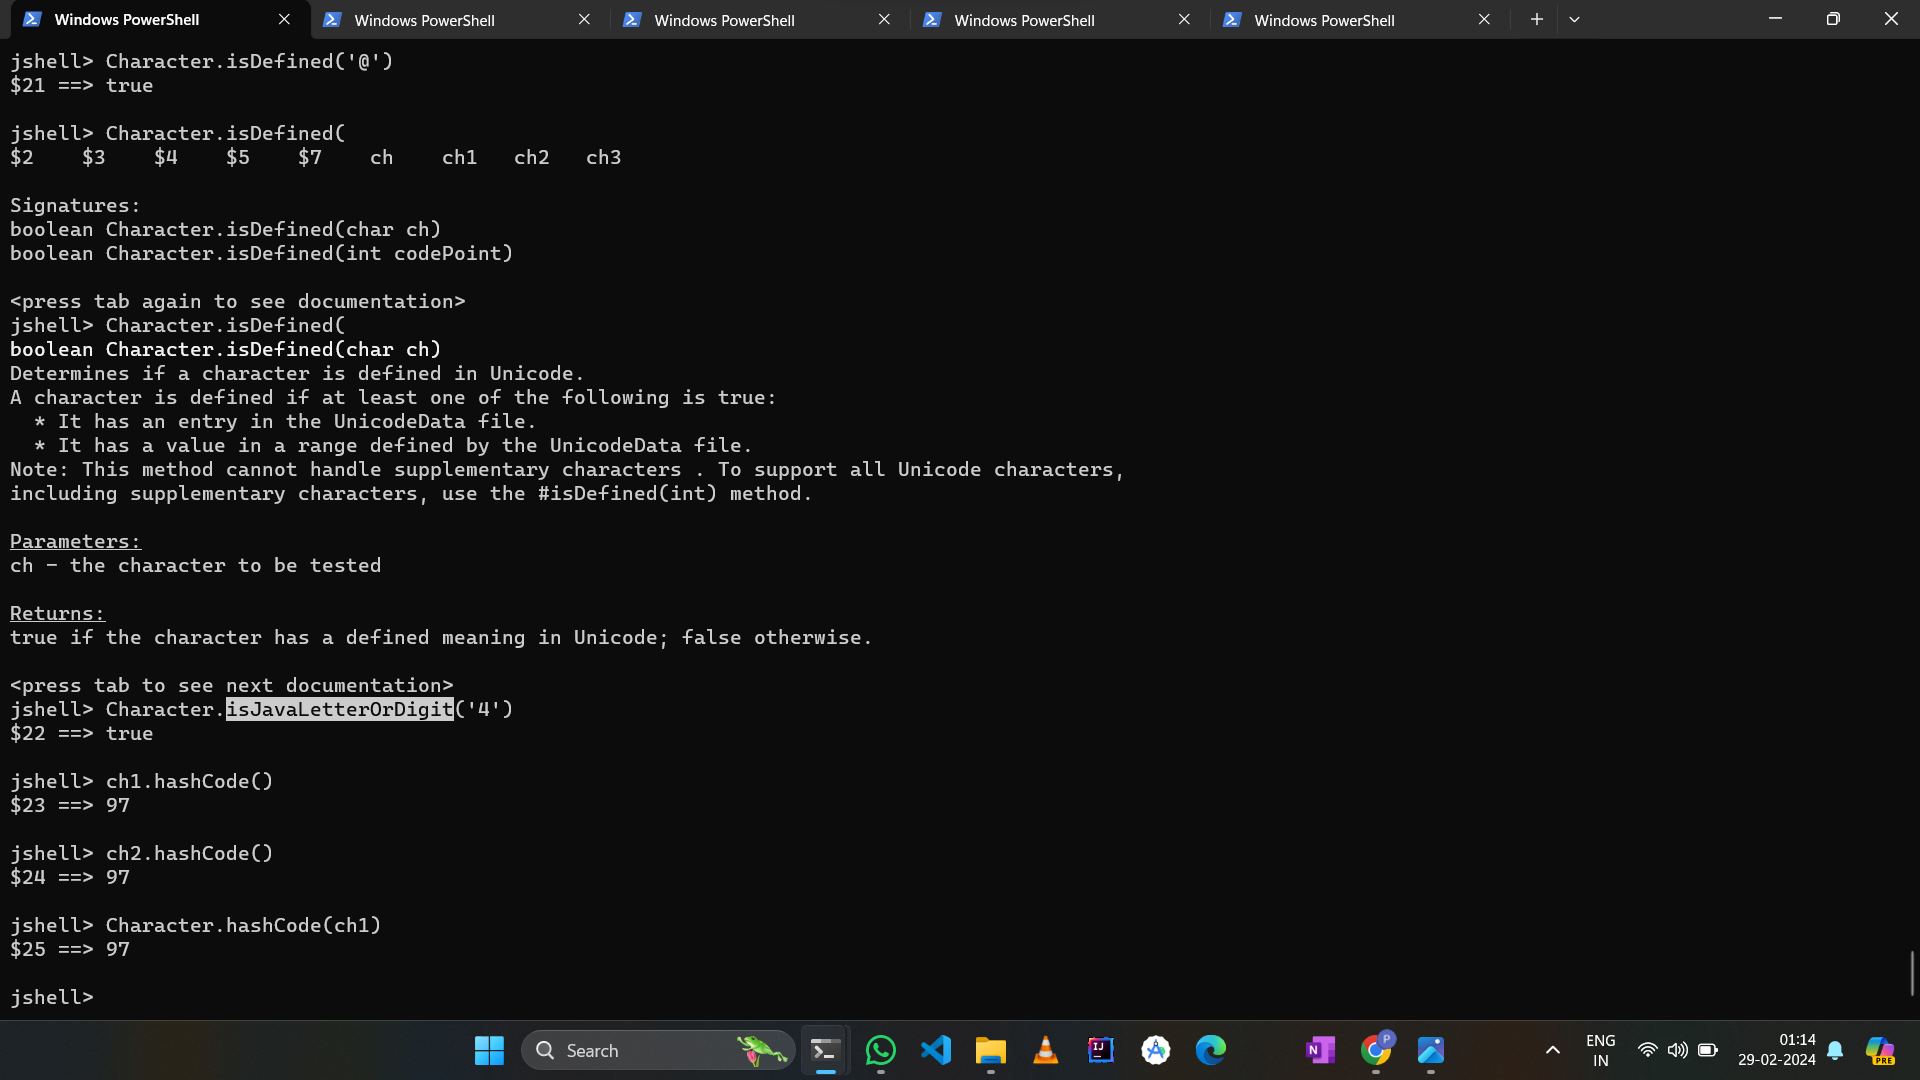 Windows PowerShell Windows PowerShell Windows PowerShell Windows PowerShell Windows PowerShell
jshell> Character.isDefined('@')
$21 ==> true
jshell> Character.isDefined(
$2    $3    $4    $5    $7    ch    ch1   ch2   ch3
Signatures:
boolean Character.isDefined(char ch)
boolean Character.isDefined(int codePoint)
<press tab again to see documentation>
jshell> Character.isDefined(
boolean Character.isDefined(char ch)
Determines if a character is defined in Unicode.
A character is defined if at least one of the following is true:
  * It has an entry in the UnicodeData file.
  * It has a value in a range defined by the UnicodeData file.
Note: This method cannot handle supplementary characters . To support all Unicode characters,
including supplementary characters, use the #isDefined(int) method.
Parameters:
ch – the character to be tested
Returns:
true if the character has a defined meaning in Unicode; false otherwise.
<press tab to see next documentation>
jshell> Character.isJavaLetterOrDigit('4')
$22 ==> true
jshell> ch1.hashCode()
$23 ==> 97
jshell> ch2.hashCode()
$24 ==> 97
jshell> Character.hashCode(ch1)
$25 ==> 97
jshell>
Search
IJ
N
P
ENG
IN
01:14
29-02-2024
PRE